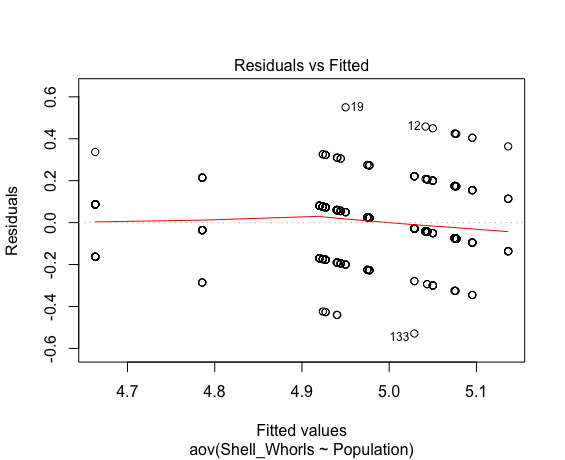 Residuals vs Fitted
0.6
0.4
0.2
0.0
-0.2
-0.4
-0.6
Residuals
19
12
133
4.7 4.8 4.9 5.0 5.1
Fitted values
aov(Shell_Whorls ~ Population)